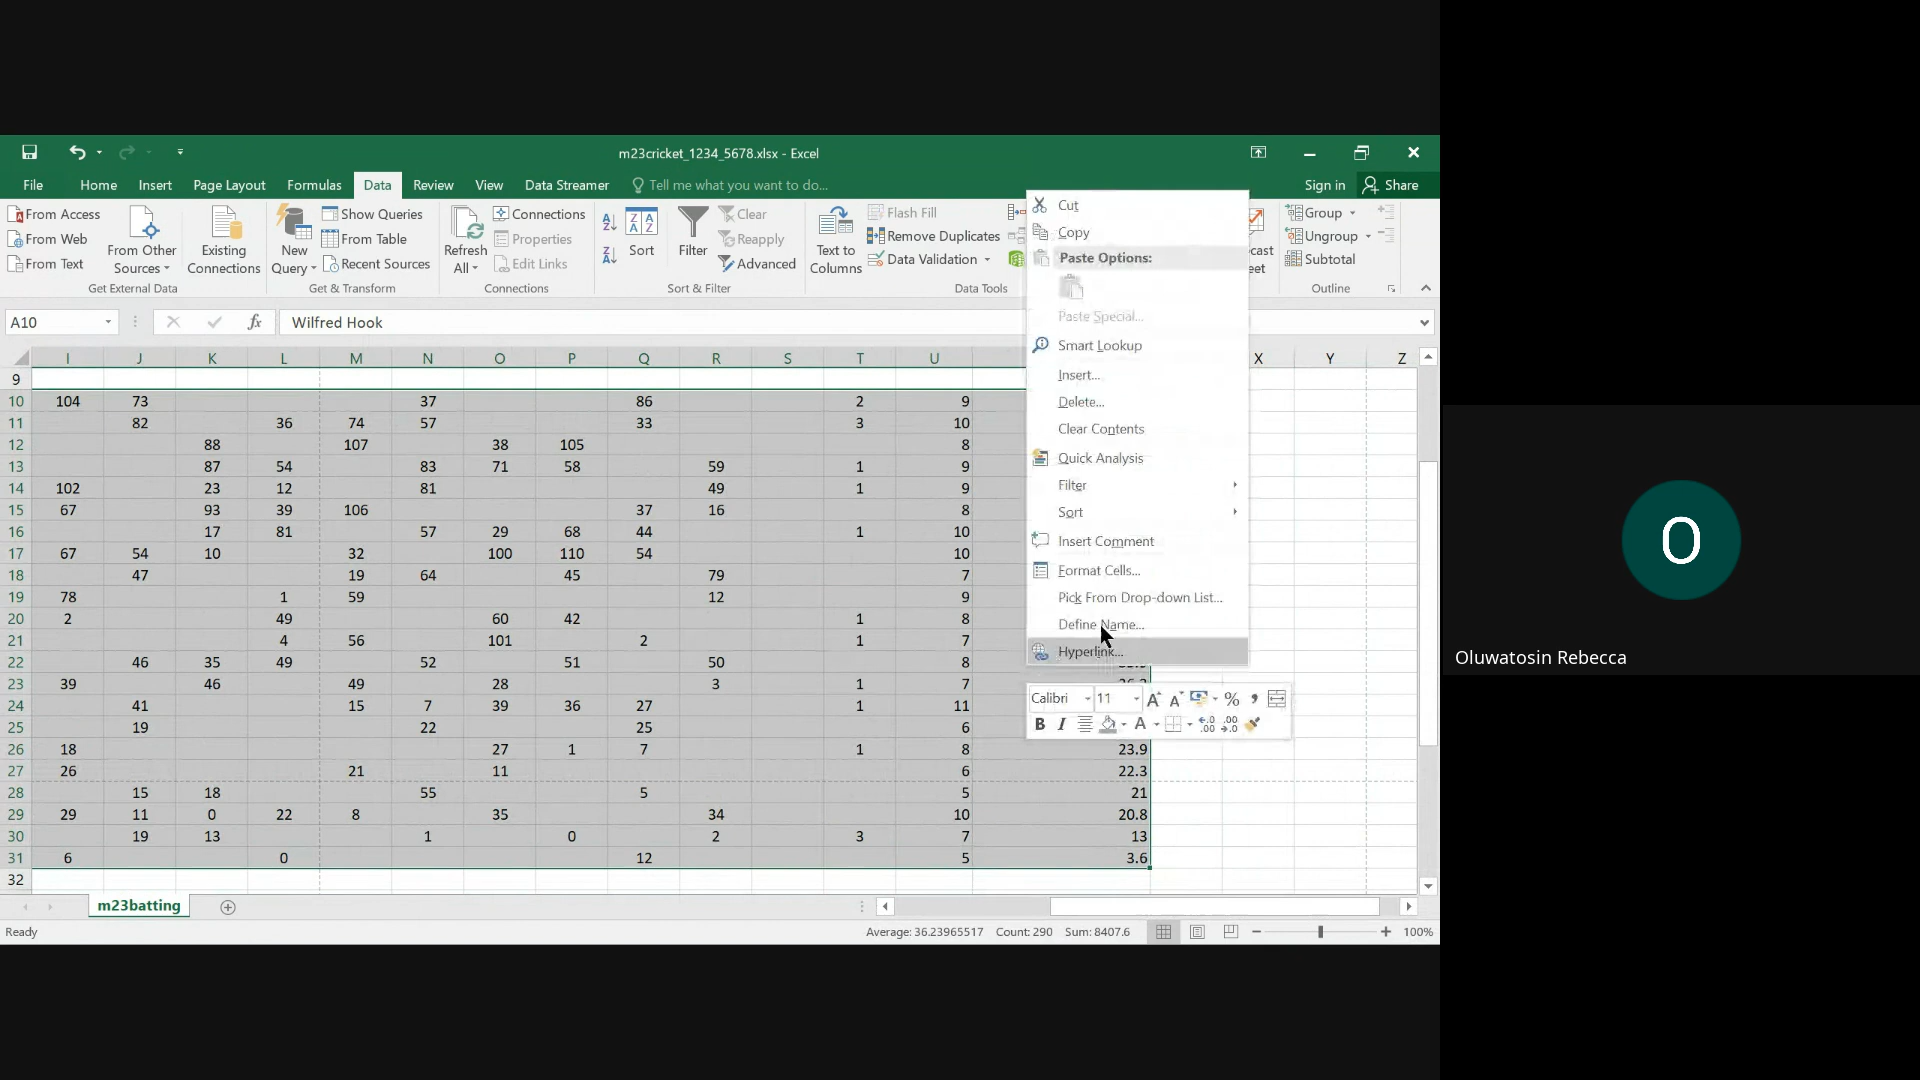 m23cricket_1234_5678.xlsx - Excel
File Home Insert Page Layout Formulas Data Review View Data Streamer Tell me what you want to do... Sign in Share
From Access
From Web
From Text
From Other
Sources
Existing
Connections
Get External Data
New
Query
Show Queries
From Table
Recent Sources
Get & Transform
Refresh
All
Connections
Properties
Edit Links
Connections
Sort
Filter
Clear
Reapply
Advanced
Sort & Filter
Text to
Columns
Flash Fill
Remove Duplicates
Data Validation
Data Tools
Group
Ungroup
Subtotal
Outline
Cut
Copy
Paste Options:
Paste Special...
Smart Lookup
Insert...
Delete...
Clear Contents
Quick Analysis
Filter
Sort
Insert Comment
Format Cells...
Pick From Drop-down List...
Define Name...
Hyperlink...
Calibri 11 A A % ,
B I A .0 .00
A10 fx Wilfred Hook
I J K L M N O P Q R S T U X Y Z
9
10 104 73 37 86 2 9
11 82 36 74 57 33 3 10
12 88 107 38 105 8
13 87 54 83 71 58 59 1 9
14 102 23 12 81 49 1 9
15 67 93 39 106 37 16 8
16 17 81 57 29 68 44 1 10
17 67 54 10 32 100 110 54 10
18 47 19 64 45 79 7
19 78 1 59 12 9
20 2 49 60 42 1 8
21 4 56 101 2 1 7
22 46 35 49 52 51 50 8
23 39 46 49 28 3 1 7
24 41 15 7 39 36 27 1 11
25 19 22 25 6
26 18 27 1 7 1 8 23.9
27 26 21 11 6 22.3
28 15 18 55 5 5 21
29 29 11 0 22 8 35 34 10 20.8
30 19 13 1 0 2 3 7 13
31 6 0 12 5 3.6
32
m23batting
Ready Average: 36.23965517 Count: 290 Sum: 8407.6 100%
O
Oluwatosin Rebecca